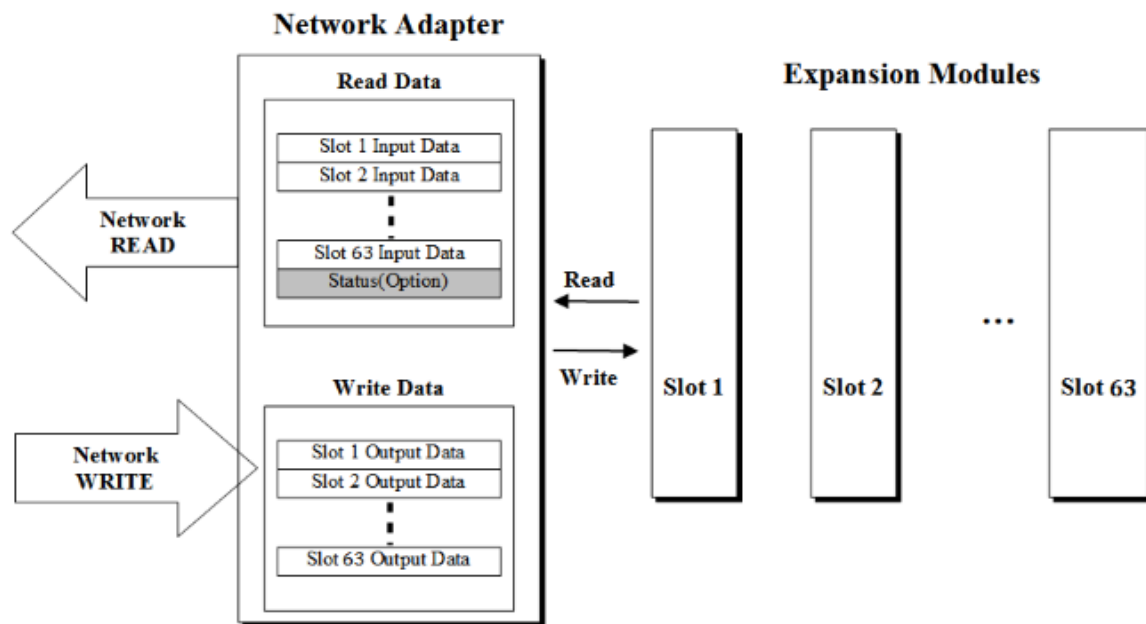 Network Adapter
Read Data
Slot 1 Input Data
Slot 2 Input Data
Slot 63 Input Data
Status(Option)
Network
READ
Write Data
Slot 1 Output Data
Slot 2 Output Data
Slot 63 Output Data
Network
WRITE
Read
Write
Expansion Modules
Slot 1
Slot 2
...
Slot 63